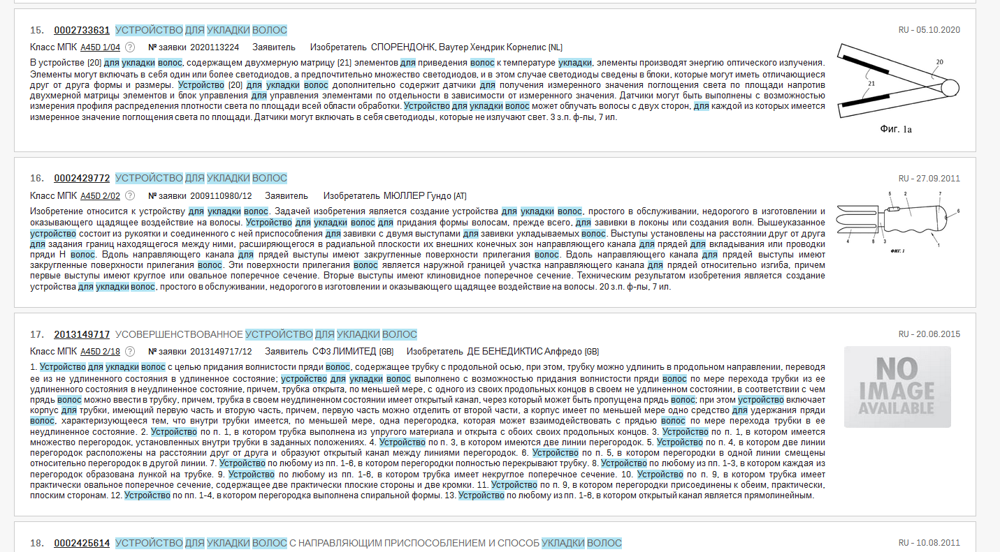 15. 0002733631 УСТРОЙСТВО ДЛЯ УКЛАДКИ ВОЛОС RU - 05.10.2020
Класс МПК A45D 1/04 ? № заявки 2020113224 Заявитель Изобретатель СПОРЕНДОНК, Ваутер Хендрик Корнелис (NL)
В устройстве (20) для укладки волос, содержащем двухмерную матрицу (21) элементов для приведения волос к температуре укладки, элементы производят энергию оптического излучения.
Элементы могут включать в себя один или более светодиодов, а предпочтительно множество светодиодов, и в этом случае светодиоды сведены в блоки, которые могут иметь отличающиеся
друг от друга формы и размеры. Устройство (20) для укладки волос дополнительно содержит датчики для получения измеренного значения поглощения света по площади напротив
двухмерной матрицы элементов и блок управления для управления элементами по отдельности в зависимости от измеренного значения. Датчики могут быть выполнены с возможностью
измерения профиля распределения плотности света по площади всей области обработки. Устройство для укладки волос может облучать волосы с двух сторон, для каждой из которых имеется
измеренное значение поглощения света по площади. Датчики могут включать в себя светодиоды, которые не излучают свет. 3 з.п. ф-лы, 7 ил.
20
21
Фиг. 1а
16. 0002429772 УСТРОЙСТВО ДЛЯ УКЛАДКИ ВОЛОС RU - 27.09.2011
Класс МПК A45D 2/02 ? № заявки 2009110980/12 Заявитель Изобретатель МЮЛЛЕР Гундо (AT)
Изобретение относится к устройству для укладки волос. Задачей изобретения является создание устройства для укладки волос, простого в обслуживании, недорогого в изготовлении и
оказывающего щадящее воздействие на волосы. Устройство для укладки волос для придания формы волосам, прежде всего, для завивки в локоны или создания волн. Вышеуказанное
устройство состоит из рукоятки и соединенного с ней приспособления для завивки с двумя выступами для завивки укладываемых волос. Выступы установлены на расстоянии друг от друга
для задания границ находящегося между ними, расширяющегося в радиальной плоскости их внешних конечных зон направляющего канала для прядей для вкладывания или проводки
пряди Н волос. Вдоль направляющего канала для прядей выступы имеют закругленные поверхности прилегания волос. Вдоль направляющего канала для прядей выступы имеют
закругленные поверхности прилегания волос. Эти поверхности прилегания волос является наружной границей участка направляющего канала для прядей относительно изгиба, причем
первые выступы имеют круглое или овальное поперечное сечение. Вторые выступы имеют клиновидное поперечное сечение. Техническим результатом изобретения является создание
устройства для укладки волос, простого в обслуживании, недорогого в изготовлении и оказывающего щадящее воздействие на волосы. 20 з.п. ф-лы, 7 ил.
5 2 7
6
4 8 3 1
ФИГ. 1
17. 2013149717 УСОВЕРШЕНСТВОВАННОЕ УСТРОЙСТВО ДЛЯ УКЛАДКИ ВОЛОС RU - 20.06.2015
Класс МПК A45D 2/18 ? № заявки 2013149717/12 Заявитель СФ3 ЛИМИТЕД (GB) Изобретатель ДЕ БЕНЕДИКТИС Алфредо (GB)
1. Устройство для укладки волос с целью придания волнистости пряди волос, содержащее трубку с продольной осью, при этом, трубку можно удлинить в продольном направлении, переводя
ее из не удлиненного состояния в удлиненное состояние; устройство для укладки волос выполнено с возможностью придания волнистости пряди волос по мере перехода трубки из ее
удлиненного состояния в неудлиненное состояние, причем, трубка открыта, по меньшей мере, с одного из своих продольных концов в своем не удлиненном состоянии, в соответствии с чем
прядь волос можно ввести в трубку, причем, трубка в своем неудлиненном состоянии имеет открытый канал, через который может быть пропущена прядь волос; при этом устройство включает
корпус для трубки, имеющий первую часть и вторую часть, причем, первую часть можно отделить от второй части, а корпус имеет по меньшей мере одно средство для удержания пряди
волос, характеризующееся тем, что внутри трубки имеется, по меньшей мере, одна перегородка, которая может взаимодействовать с прядью волос по мере перехода трубки в ее
неудлиненное состояние. 2. Устройство по п. 1, в котором трубка выполнена из упругого материала и открыта с обоих своих продольных концов. 3. Устройство по п. 1, в котором имеется
множество перегородок, установленных внутри трубки в заданных положениях. 4. Устройство по п. 3, в котором имеются две линии перегородок. 5. Устройство по п. 4, в котором две линии
перегородок расположены на расстоянии друг от друга и образуют открытый канал между линиями перегородок. 6. Устройство по п. 5, в котором перегородки в одной линии смещены
относительно перегородок в другой линии. 7. Устройство по любому из пп. 1-6, в котором перегородки полностью перекрывают трубку. 8. Устройство по любому из пп. 1-3, в котором каждая из
перегородок образована лункой на трубке. 9. Устройство по любому из пп. 1-6, в котором трубка имеет некруглое поперечное сечение. 10. Устройство по п. 9, в котором трубка имеет
практически овальное поперечное сечение, содержащее две практически плоские стороны и две кромки. 11. Устройство по п. 9, в котором перегородки присоединены к обеим, практически,
плоским сторонам. 12. Устройство по пп. 1-4, в котором перегородка выполнена спиральной формы. 13. Устройство по любому из пп. 1-6, в котором открытый канал является прямолинейным.
NO
IMAGE
AVAILABLE
18. 0002425614 УСТРОЙСТВО ДЛЯ УКЛАДКИ ВОЛОС С НАПРАВЛЯЮЩИМ ПРИСПОСОБЛЕНИЕМ И СПОСОБ УКЛАДКИ ВОЛОС RU - 10.08.2011